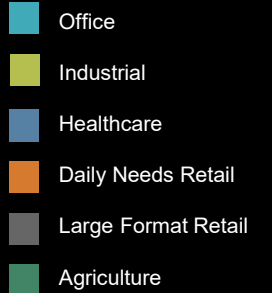 Office
Industrial
Healthcare
Daily Needs Retail
Large Format Retail
Agriculture